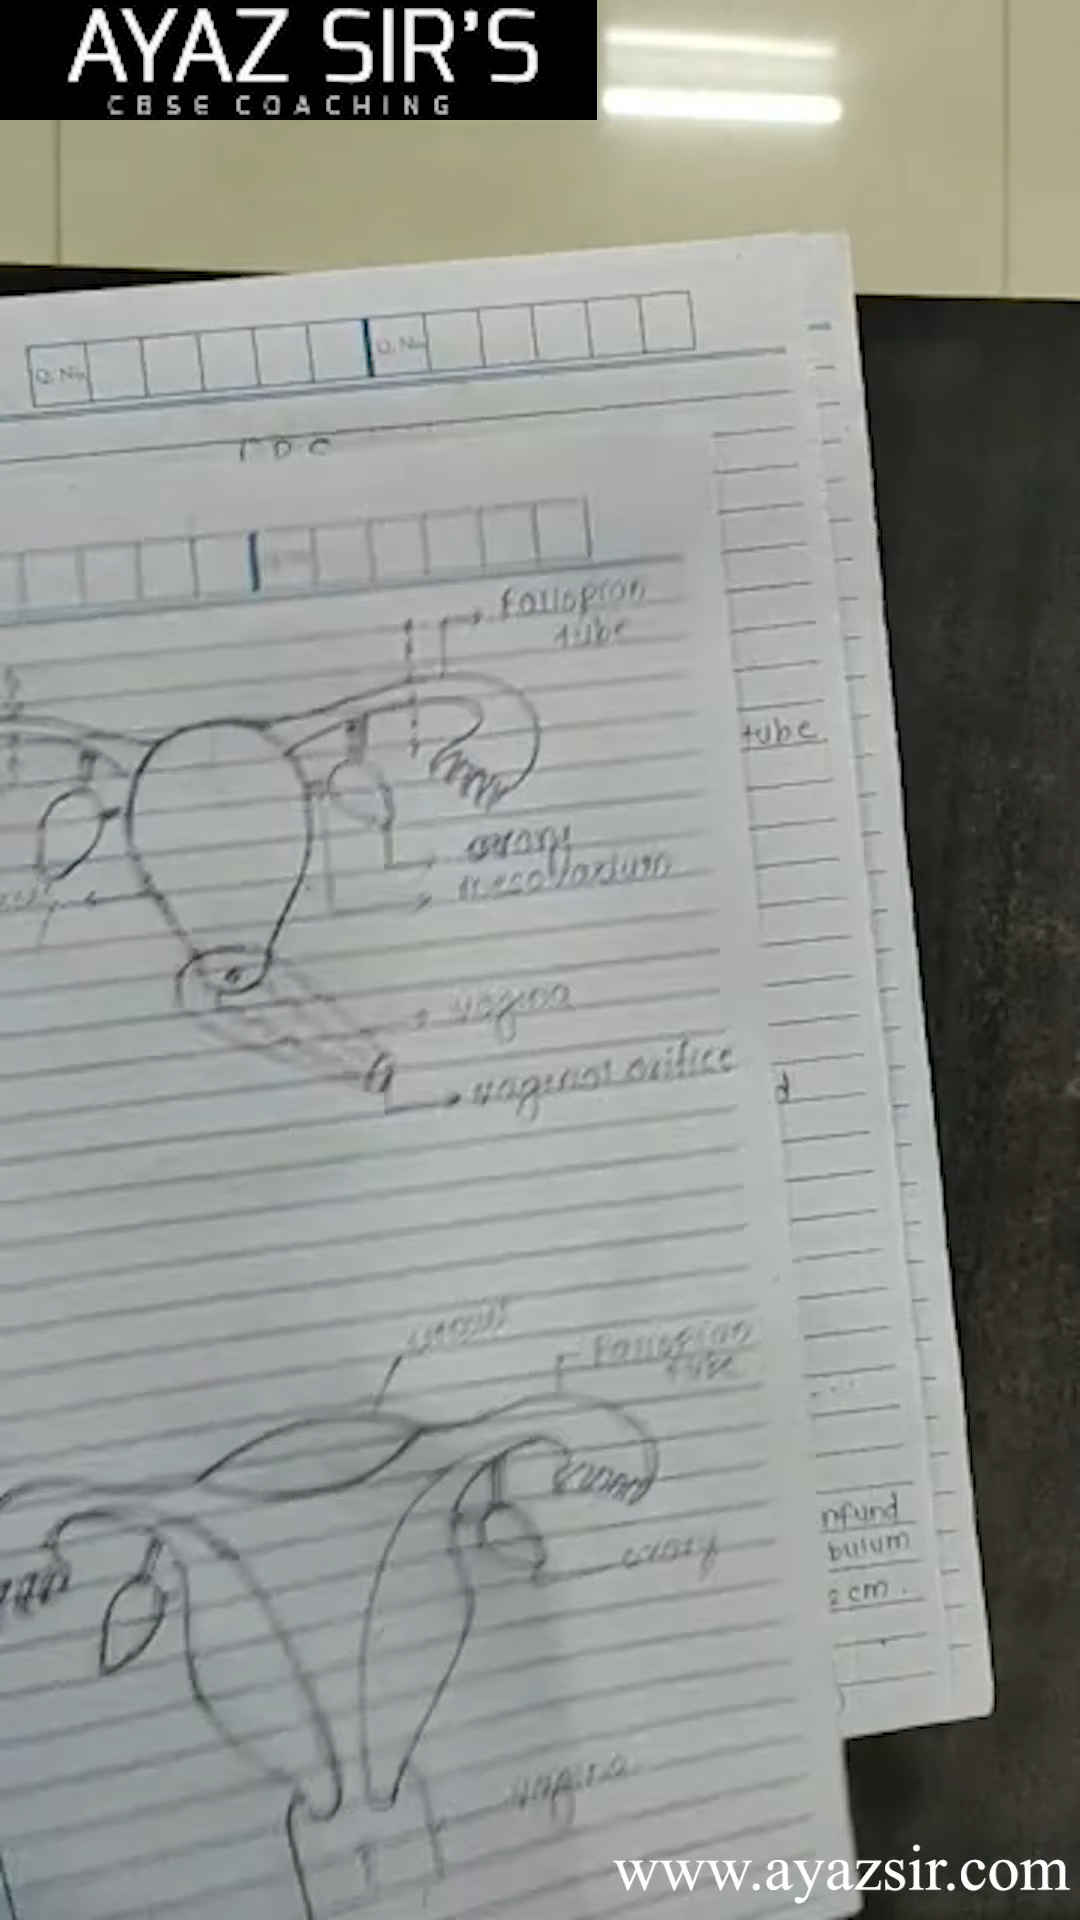 AYAZ SIR'S
CBSE COACHING
Q. No
Q. No
Fallopian
tube
tube
ovary
mesovarium
vagina
vaginal orifice
d
Fallopian
tube
nfund
bulum
2 cm.
ovary
vagina
www.ayazsir.com